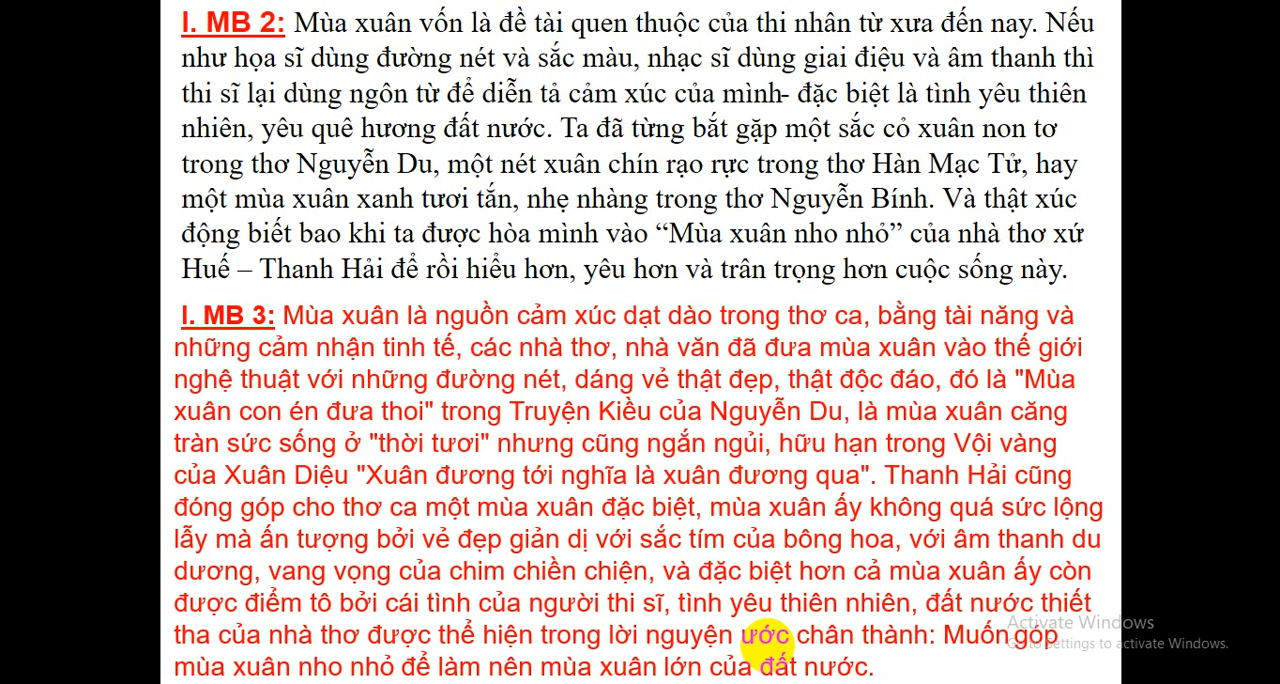 I. MB 2: Mùa xuân vốn là đề tài quen thuộc của thi nhân từ xưa đến nay. Nếu
như họa sĩ dùng đường nét và sắc màu, nhạc sĩ dùng giai điệu và âm thanh thì
thi sĩ lại dùng ngôn từ để diễn tả cảm xúc của mình- đặc biệt là tình yêu thiên
nhiên, yêu quê hương đất nước. Ta đã từng bắt gặp một sắc cỏ xuân non tơ
trong thơ Nguyễn Du, một nét xuân chín rạo rực trong thơ Hàn Mạc Tử, hay
một mùa xuân xanh tươi tắn, nhẹ nhàng trong thơ Nguyễn Bính. Và thật xúc
động biết bao khi ta được hòa mình vào “Mùa xuân nho nhỏ” của nhà thơ xứ
Huế – Thanh Hải để rồi hiểu hơn, yêu hơn và trân trọng hơn cuộc sống này.
I. MB 3: Mùa xuân là nguồn cảm xúc dạt dào trong thơ ca, bằng tài năng và
những cảm nhận tinh tế, các nhà thơ, nhà văn đã đưa mùa xuân vào thế giới
nghệ thuật với những đường nét, dáng vẻ thật đẹp, thật độc đáo, đó là "Mùa
xuân con én đưa thoi" trong Truyện Kiều của Nguyễn Du, là mùa xuân căng
tràn sức sống ở "thời tươi" nhưng cũng ngắn ngủi, hữu hạn trong Vội vàng
của Xuân Diệu "Xuân đương tới nghĩa là xuân đương qua". Thanh Hải cũng
đóng góp cho thơ ca một mùa xuân đặc biệt, mùa xuân ấy không quá sức lộng
lẫy mà ấn tượng bởi vẻ đẹp giản dị với sắc tím của bông hoa, với âm thanh du
dương, vang vọng của chim chiền chiện, và đặc biệt hơn cả mùa xuân ấy còn
được điểm tô bởi cái tình của người thi sĩ, tình yêu thiên nhiên, đất nước thiết
tha của nhà thơ được thể hiện trong lời nguyện ước chân thành: Muốn góp
mùa xuân nho nhỏ để làm nên mùa xuân lớn của đất nước.
Activate Windows
Go to Settings to activate Windows.